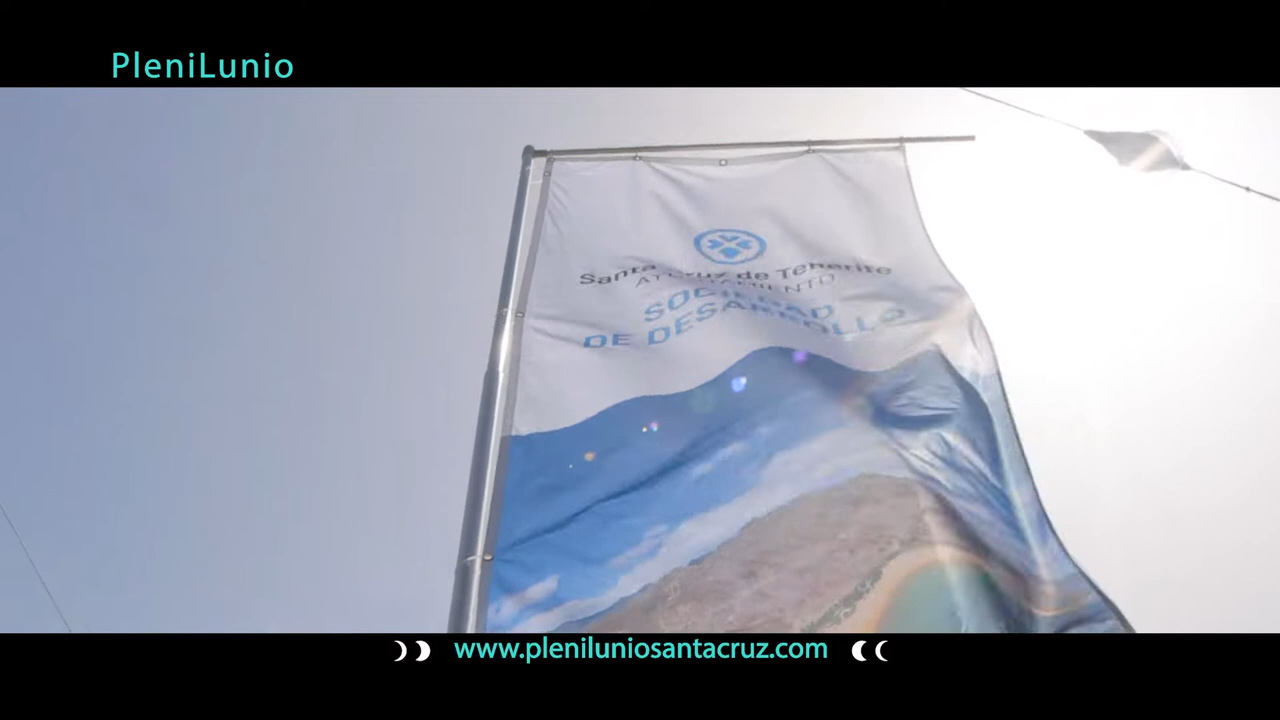 PleniLunio
Santa Cruz de Tenerife
AYUNTAMIENTO
SOCIEDAD
DE DESARROLLO
www.pleniluniosantacruz.com